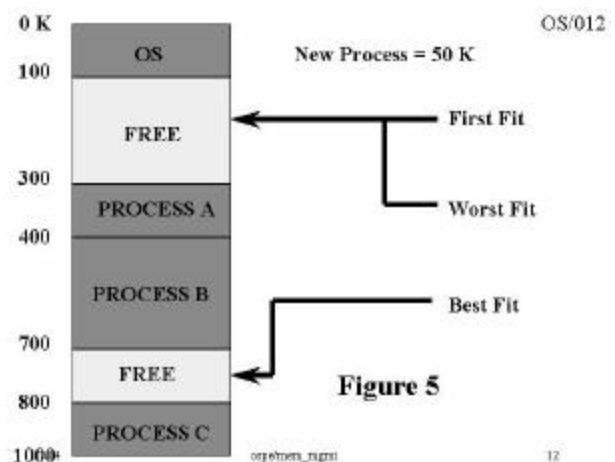 0 K
OS/012
OS
New Process = 50 K
100
First Fit
FREE
300
PROCESS A
Worst Fit
400
PROCESS B
Best Fit
700
FREE
Figure 5
800
PROCESS C
1000
12